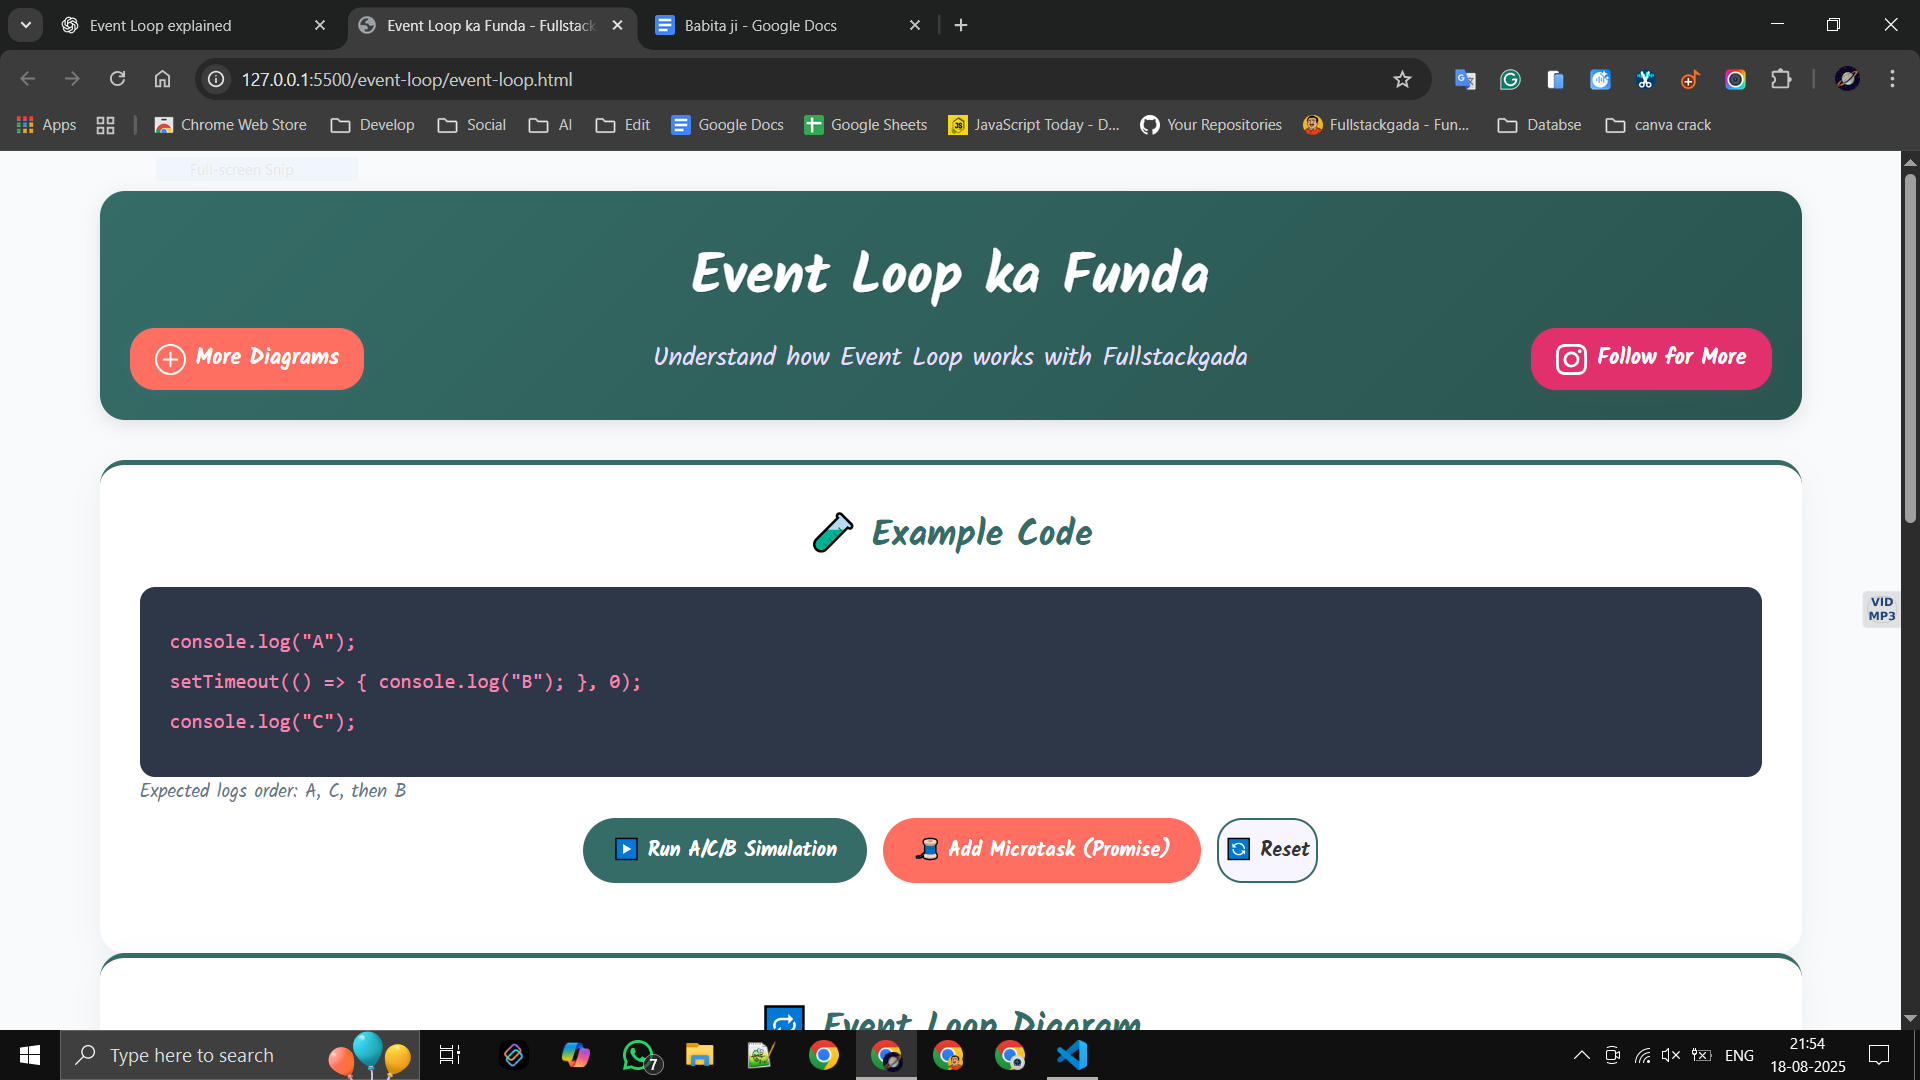 Event Loop explained
Event Loop ka Funda - Fullstack
Babita ji - Google Docs
127.0.0.1:5500/event-loop/event-loop.html
Apps
Chrome Web Store
Develop
Social
AI
Edit
Google Docs
Google Sheets
JavaScript Today - D...
Your Repositories
Fullstackgada - Fun...
Databse
canva crack
Full-screen Snip
Event Loop ka Funda
More Diagrams
Understand how Event Loop works with Fullstackgada
Follow for More
Example Code
console.log("A");
setTimeout(() => { console.log("B"); }, 0);
console.log("C");
VID
MP3
Expected logs order: A, C, then B
Run A/C/B Simulation
Add Microtask (Promise)
Reset
Event Loop Diagram
Type here to search
7
ENG
21:54
18-08-2025